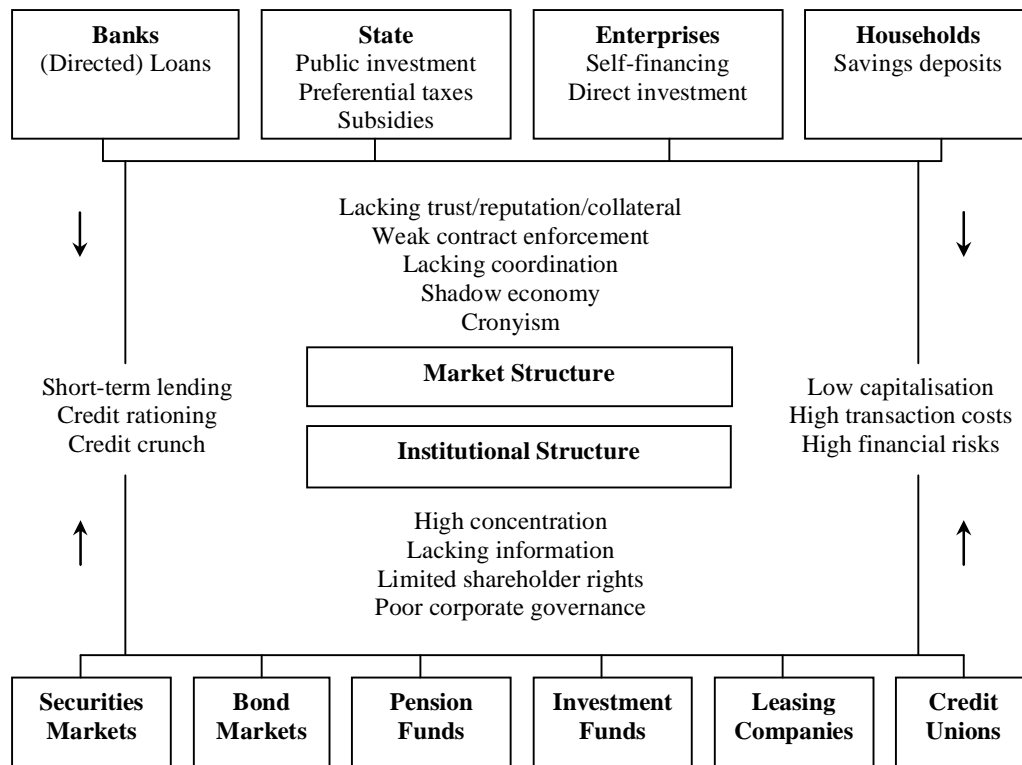 Banks
(Directed) Loans
State
Public investment
Preferential taxes
Subsidies
Enterprises
Self-financing
Direct investment
Households
Savings deposits
Lacking trust/reputation/collateral
Weak contract enforcement
Lacking coordination
Shadow economy
Cronyism
Market Structure
Short-term lending
Credit rationing
Credit crunch
Low capitalisation
High transaction costs
High financial risks
Institutional Structure
High concentration
Lacking information
Limited shareholder rights
Poor corporate governance
Securities
Markets
Bond
Markets
Pension
Funds
Investment
Funds
Leasing
Companies
Credit
Unions